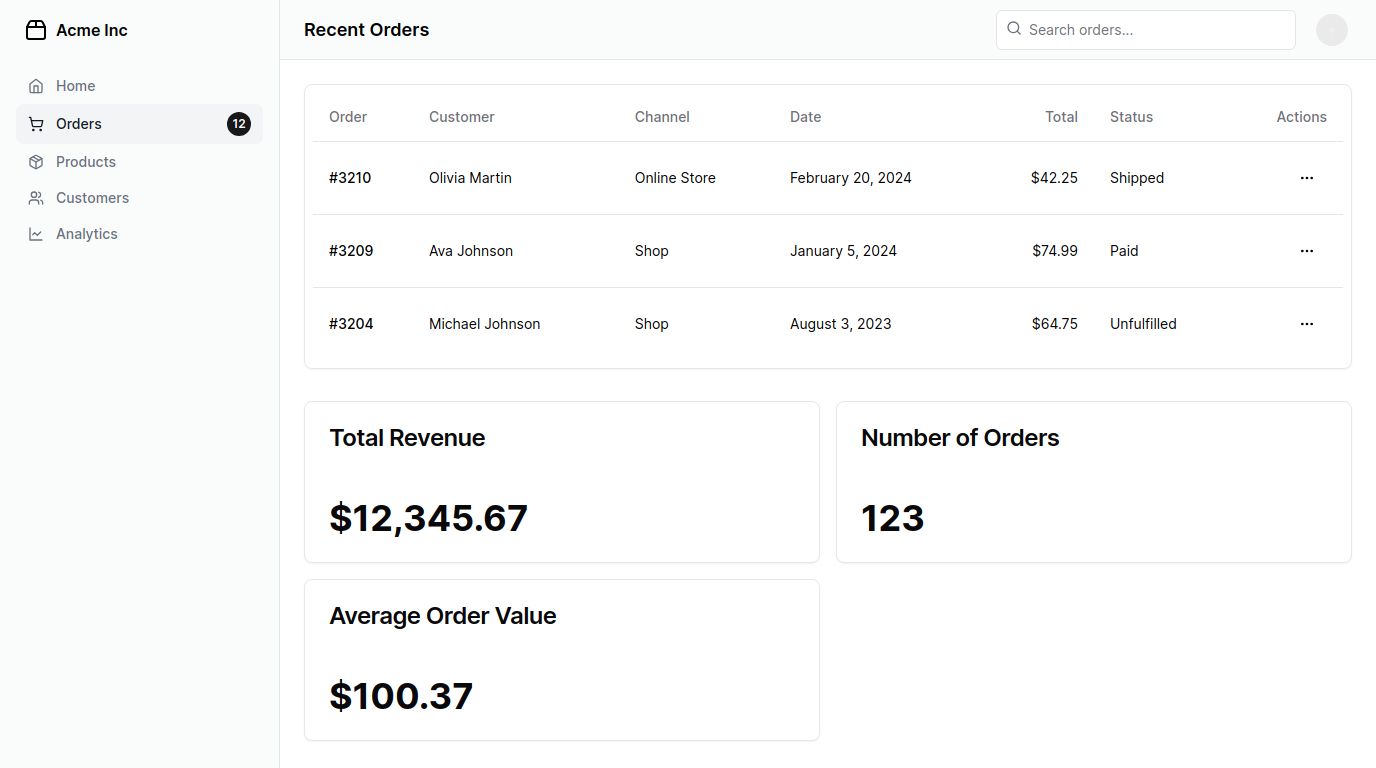 Acme Inc
Recent Orders
Search orders...
Home
Orders 12
Products
Customers
Analytics
Order Customer Channel Date Total Status Actions
#3210 Olivia Martin Online Store February 20, 2024 $42.25 Shipped
#3209 Ava Johnson Shop January 5, 2024 $74.99 Paid
#3204 Michael Johnson Shop August 3, 2023 $64.75 Unfulfilled
Total Revenue
$12,345.67
Number of Orders
123
Average Order Value
$100.37